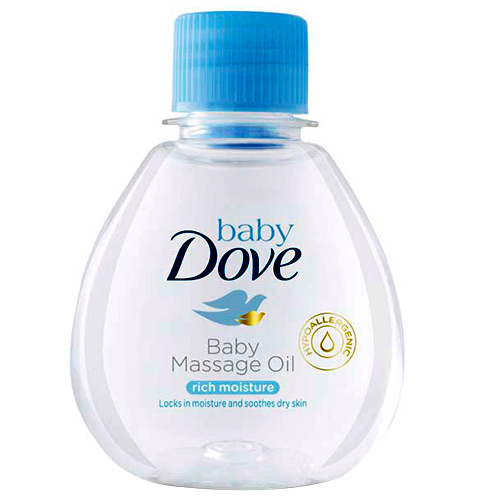 baby
Dove
HYPOALLERGENIC
Baby
Massage Oil
rich moisture
Locks in moisture and soothes dry skin